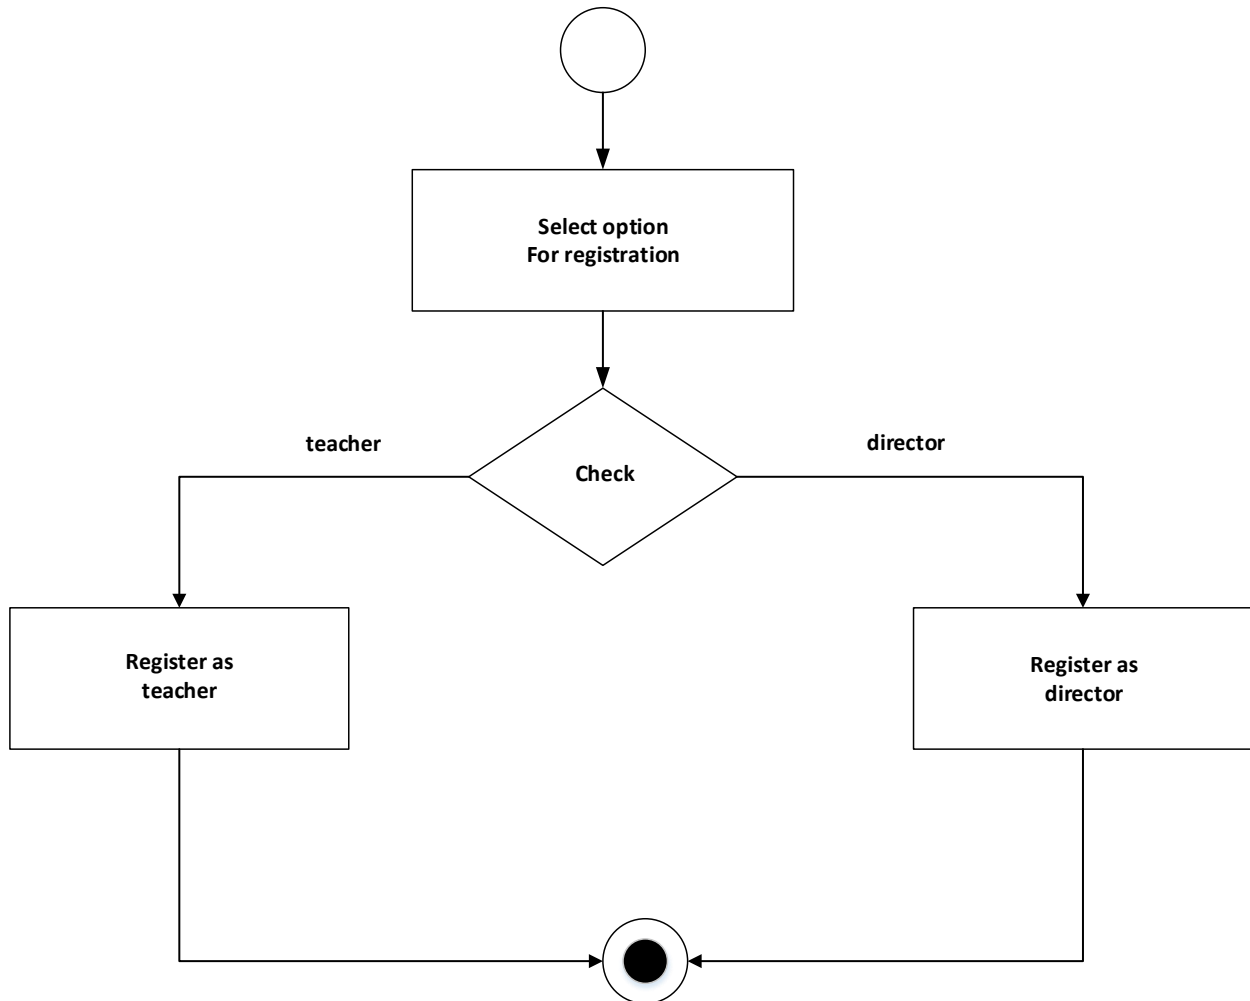 Select option
For registration
teacher
director
Check
Register as
teacher
Register as
director